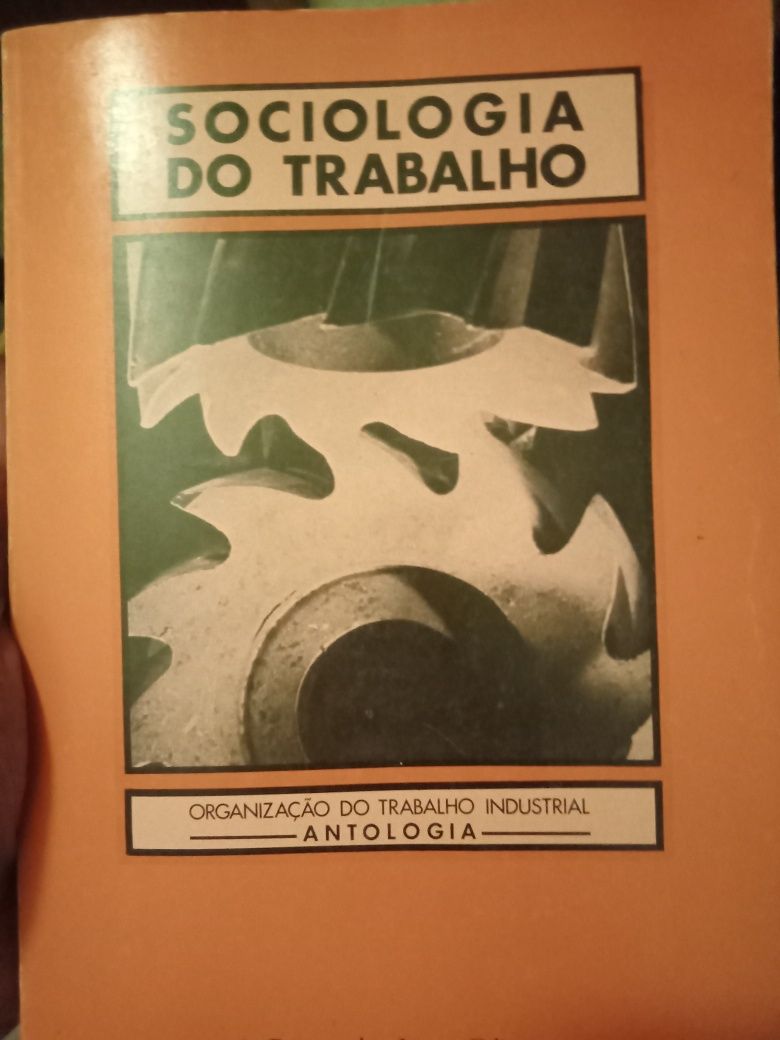 SOCIOLOGIA
DO TRABALHO
ORGANIZAÇÃO DO TRABALHO INDUSTRIAL
ANTOLOGIA